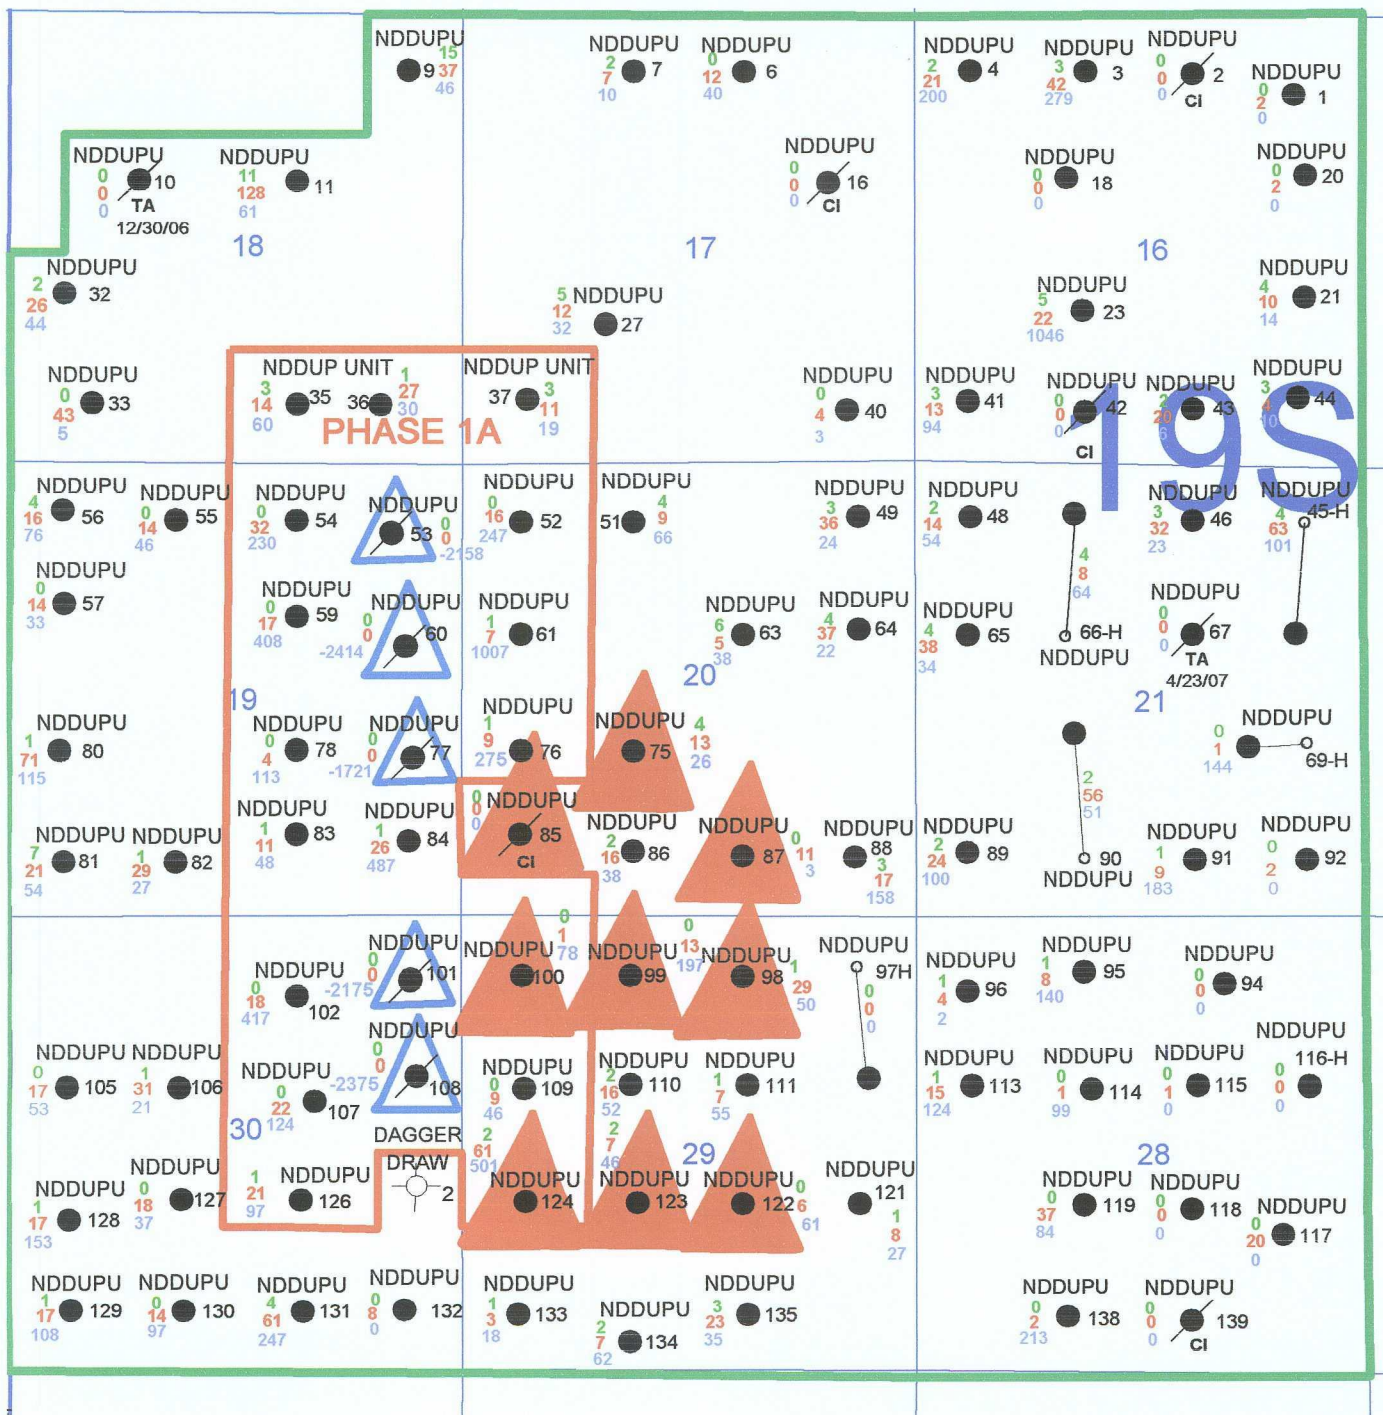 NDDUPU
15
9 37
46
NDDUPU
2
7 7
10
NDDUPU
0
12 6
40
NDDUPU
2
21 4
200
NDDUPU
3
42 3
279
NDDUPU
0
0 2
0 CI
NDDUPU
0
2 1
0
NDDUPU
0
0 10
0 TA
12/30/06
NDDUPU
11
128 11
61
NDDUPU
0
0 16
0 CI
NDDUPU
0
0 18
0
NDDUPU
0
2 20
0
18
17
16
NDDUPU
2
26 32
44
NDDUPU
5
12 27
32
NDDUPU
5
22 23
1046
NDDUPU
4
10 21
14
NDDUPU
0
43 33
5
NDDUP UNIT
3
14 35
60
36
1
27
30
NDDUP UNIT
37 3
11
19
PHASE 1A
NDDUPU
0
4 40
3
NDDUPU
3
13 41
94
NDDUPU
0
0 42
0
CI
NDDUPU
2
20 43
6
NDDUPU
3
4 44
10
19S
NDDUPU
4
16 56
76
NDDUPU
0
14 55
46
NDDUPU
0
32 54
230
NDDUPU
53 0
0
-2158
NDDUPU
0
16 52
247
NDDUPU
51 4
9
66
NDDUPU
3
36 49
24
NDDUPU
2
14 48
54
4
8
64
66-H
NDDUPU
NDDUPU
3
32 46
23
NDDUPU
4 45-H
63
101
NDDUPU
0
14 57
33
NDDUPU
0
17 59
408
NDDUPU
0
0 60
-2414
NDDUPU
1
7 61
1007
NDDUPU
6
5 63
38
NDDUPU
4
37 64
22
NDDUPU
4
38 65
34
NDDUPU
0
0 67
0 TA
4/23/07
19
20
21
NDDUPU
1
71 80
115
NDDUPU
0
4 78
113
NDDUPU
0
0 77
-1721
NDDUPU
1
9 76
275
NDDUPU
75 4
13
26
NDDUPU
0
1
144 69-H
NDDUPU
7
21 81
54
NDDUPU
1
29 82
27
NDDUPU
1
11 83
48
NDDUPU
1
26 84
487
NDDUPU
0
0
0 85
CI
NDDUPU
2
16 86
38
NDDUPU
87 0
11
3
NDDUPU
88
3
17
158
NDDUPU
2
24 89
100
2
56
51
90
NDDUPU
NDDUPU
1
9 91
183
NDDUPU
0
2 92
0
NDDUPU
0
18 102
417
NDDUPU
0
0 101
-2175
NDDUPU
100
0
1
78
NDDUPU
99
0
13
197
NDDUPU
98
1
29
50
NDDUPU
97H
0
0
0
NDDUPU
1
4 96
2
NDDUPU
1
8 95
140
NDDUPU
0
0 94
0
NDDUPU
0
17 105
53
NDDUPU
1
31 106
21
NDDUPU
0
22 107
124
NDDUPU
0
0
-2375 108
NDDUPU
0
9 109
46
NDDUPU
2
16 110
52
NDDUPU
1
7 111
55
NDDUPU
1
15 113
124
NDDUPU
0
1 114
99
NDDUPU
0
1 115
0
NDDUPU
116-H
0
0
0
30
29
28
DAGGER
DRAW
2
NDDUPU
1
17 128
153
NDDUPU
0
18 127
37
NDDUPU
1
21 126
97
NDDUPU
2
61
501
124
NDDUPU
2
7
46
123
NDDUPU
122
0
6
61
NDDUPU
121
1
8
27
NDDUPU
0
37 119
84
NDDUPU
0
0 118
0
NDDUPU
0
20 117
0
NDDUPU
1
17 129
108
NDDUPU
0
14 130
97
NDDUPU
4
61 131
247
NDDUPU
0
8 132
0
NDDUPU
1
3 133
18
NDDUPU
2
7 134
62
NDDUPU
3
23 135
35
NDDUPU
0
2 138
213
NDDUPU
0
0 139
0 CI